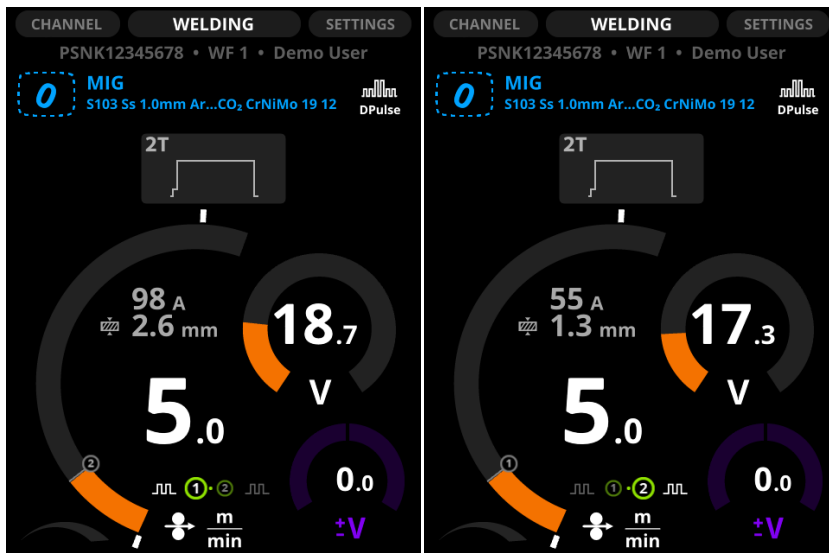 CHANNEL WELDING SETTINGS
PSNK12345678 • WF 1 • Demo User
0 MIG
S103 Ss 1.0mm Ar...CO₂ CrNiMo 19 12
DPulse
2T
98 A
2.6 mm
18.7
V
5.0
2
1 2
0.0
m
min
±V
CHANNEL WELDING SETTINGS
PSNK12345678 • WF 1 • Demo User
0 MIG
S103 Ss 1.0mm Ar...CO₂ CrNiMo 19 12
DPulse
2T
55 A
1.3 mm
17.3
V
5.0
1
1 2
0.0
m
min
±V